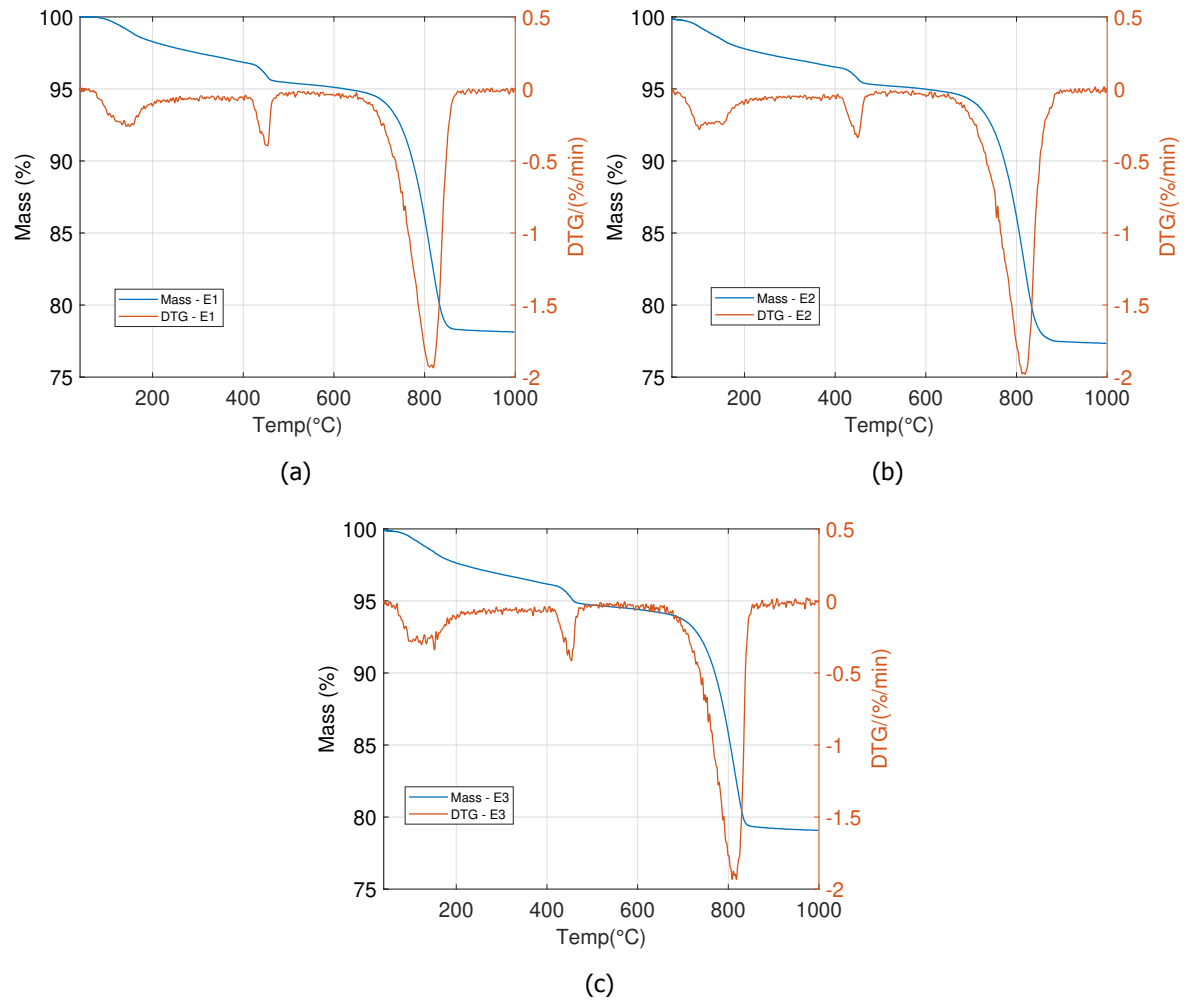 100
95
90
85
80
75
Mass (%)
0.5
0
-0.5
-1
-1.5
-2
DTG/(%/min)
Mass - E1
DTG - E1
200 400 600 800 1000
Temp(°C)
(a)
100
95
90
85
80
75
Mass (%)
0.5
0
-0.5
-1
-1.5
-2
DTG/(%/min)
Mass - E2
DTG - E2
200 400 600 800 1000
Temp(°C)
(b)
100
95
90
85
80
75
Mass (%)
0.5
0
-0.5
-1
-1.5
-2
DTG/(%/min)
Mass - E3
DTG - E3
200 400 600 800 1000
Temp(°C)
(c)